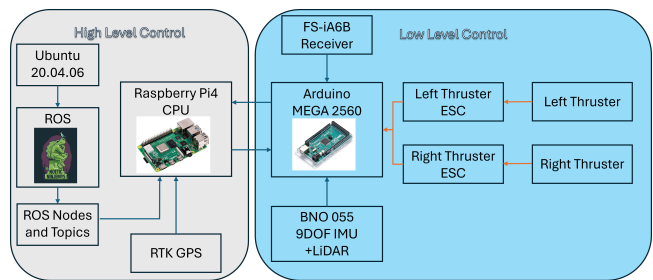 High Level Control
Ubuntu
20.04.06
ROS
ROS Nodes
and Topics
Raspberry Pi4
CPU
RTK GPS
FS-iA6B
Receiver
Low Level Control
Arduino
MEGA 2560
BNO 055
9DOF IMU
+LiDAR
Left Thruster
ESC
Left Thruster
Right Thruster
ESC
Right Thruster